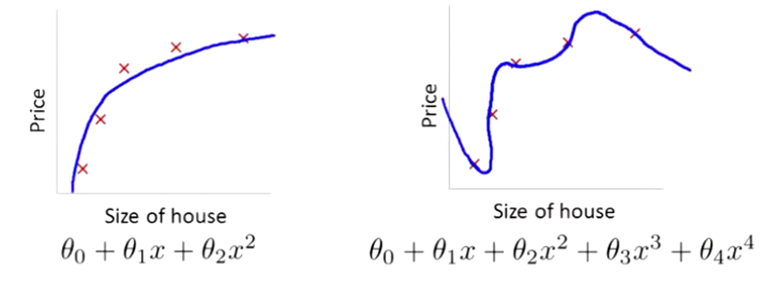 Price
Size of house
θ₀ + θ₁x + θ₂x²
Price
Size of house
θ₀ + θ₁x + θ₂x² + θ₃x³ + θ₄x⁴